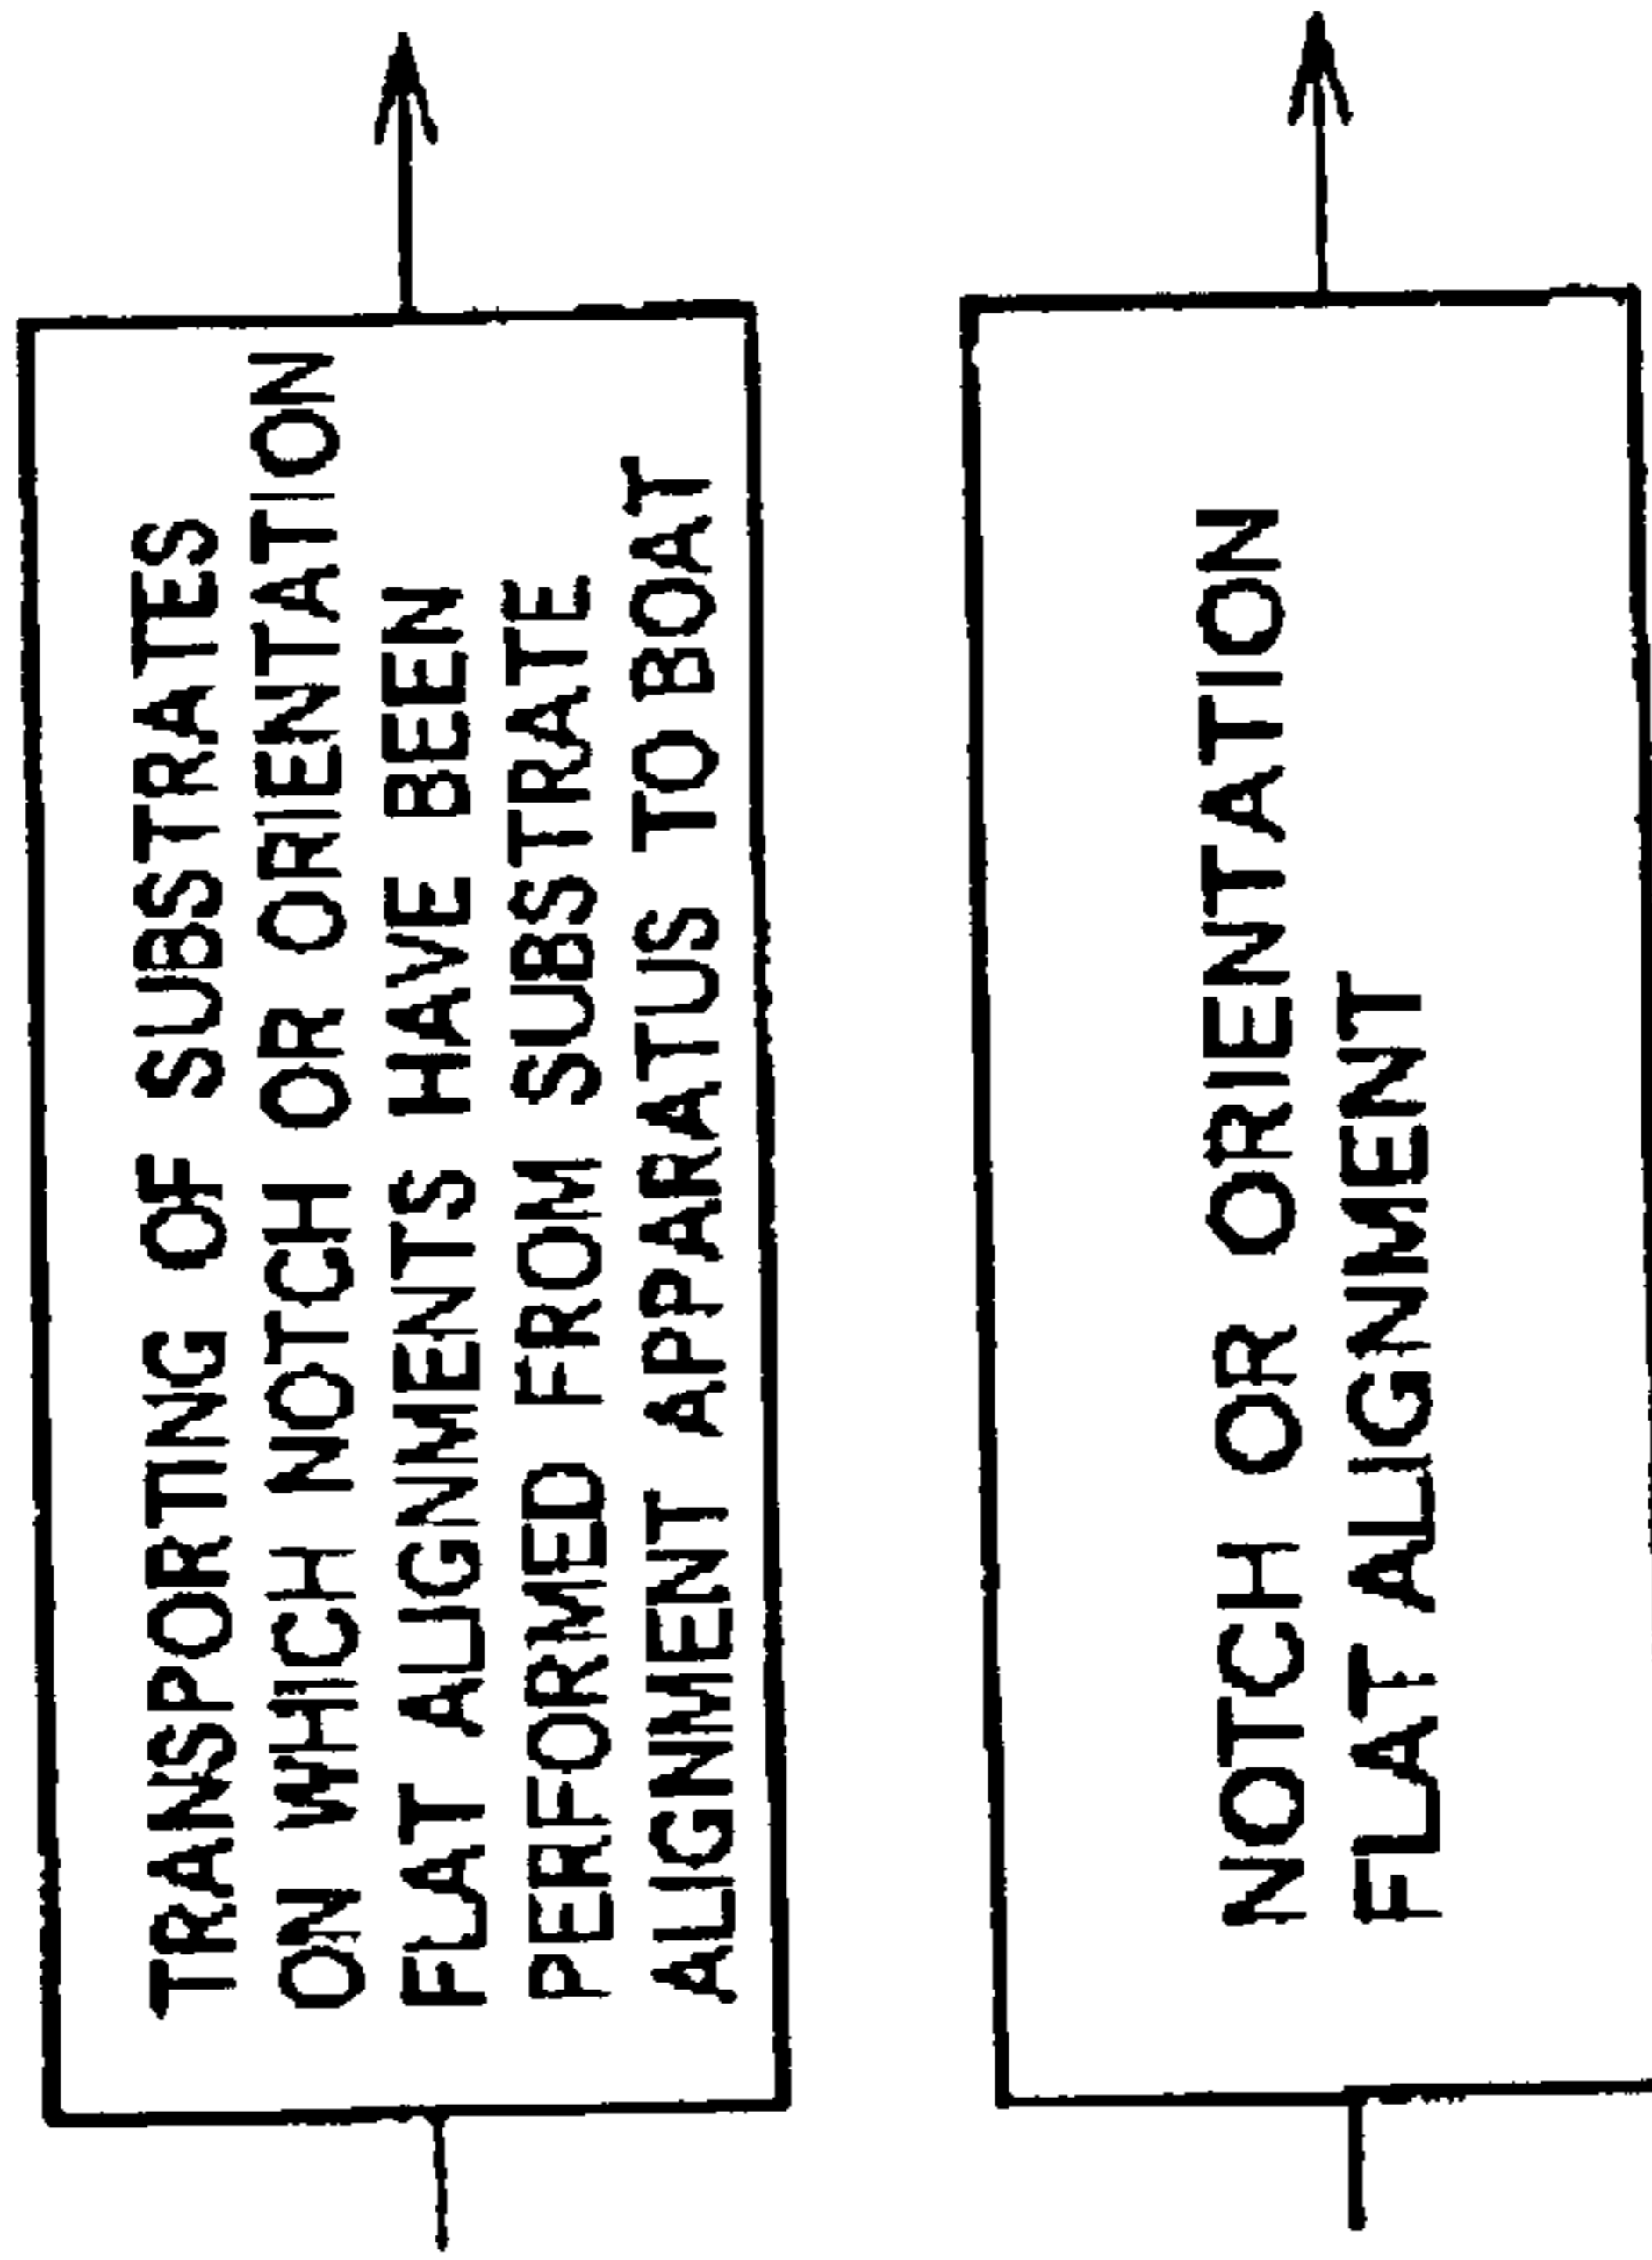 TRANSPORTING OF SUBSTRATES
ON WHICH NOTCH OR ORIENTATION
FLAT ALIGNMENTS HAVE BEEN
PERFORMED FROM SUBSTRATE
ALIGNMENT APPARATUS TO BOAT
NOTCH OR ORIENTATION
FLAT ALIGNMENT